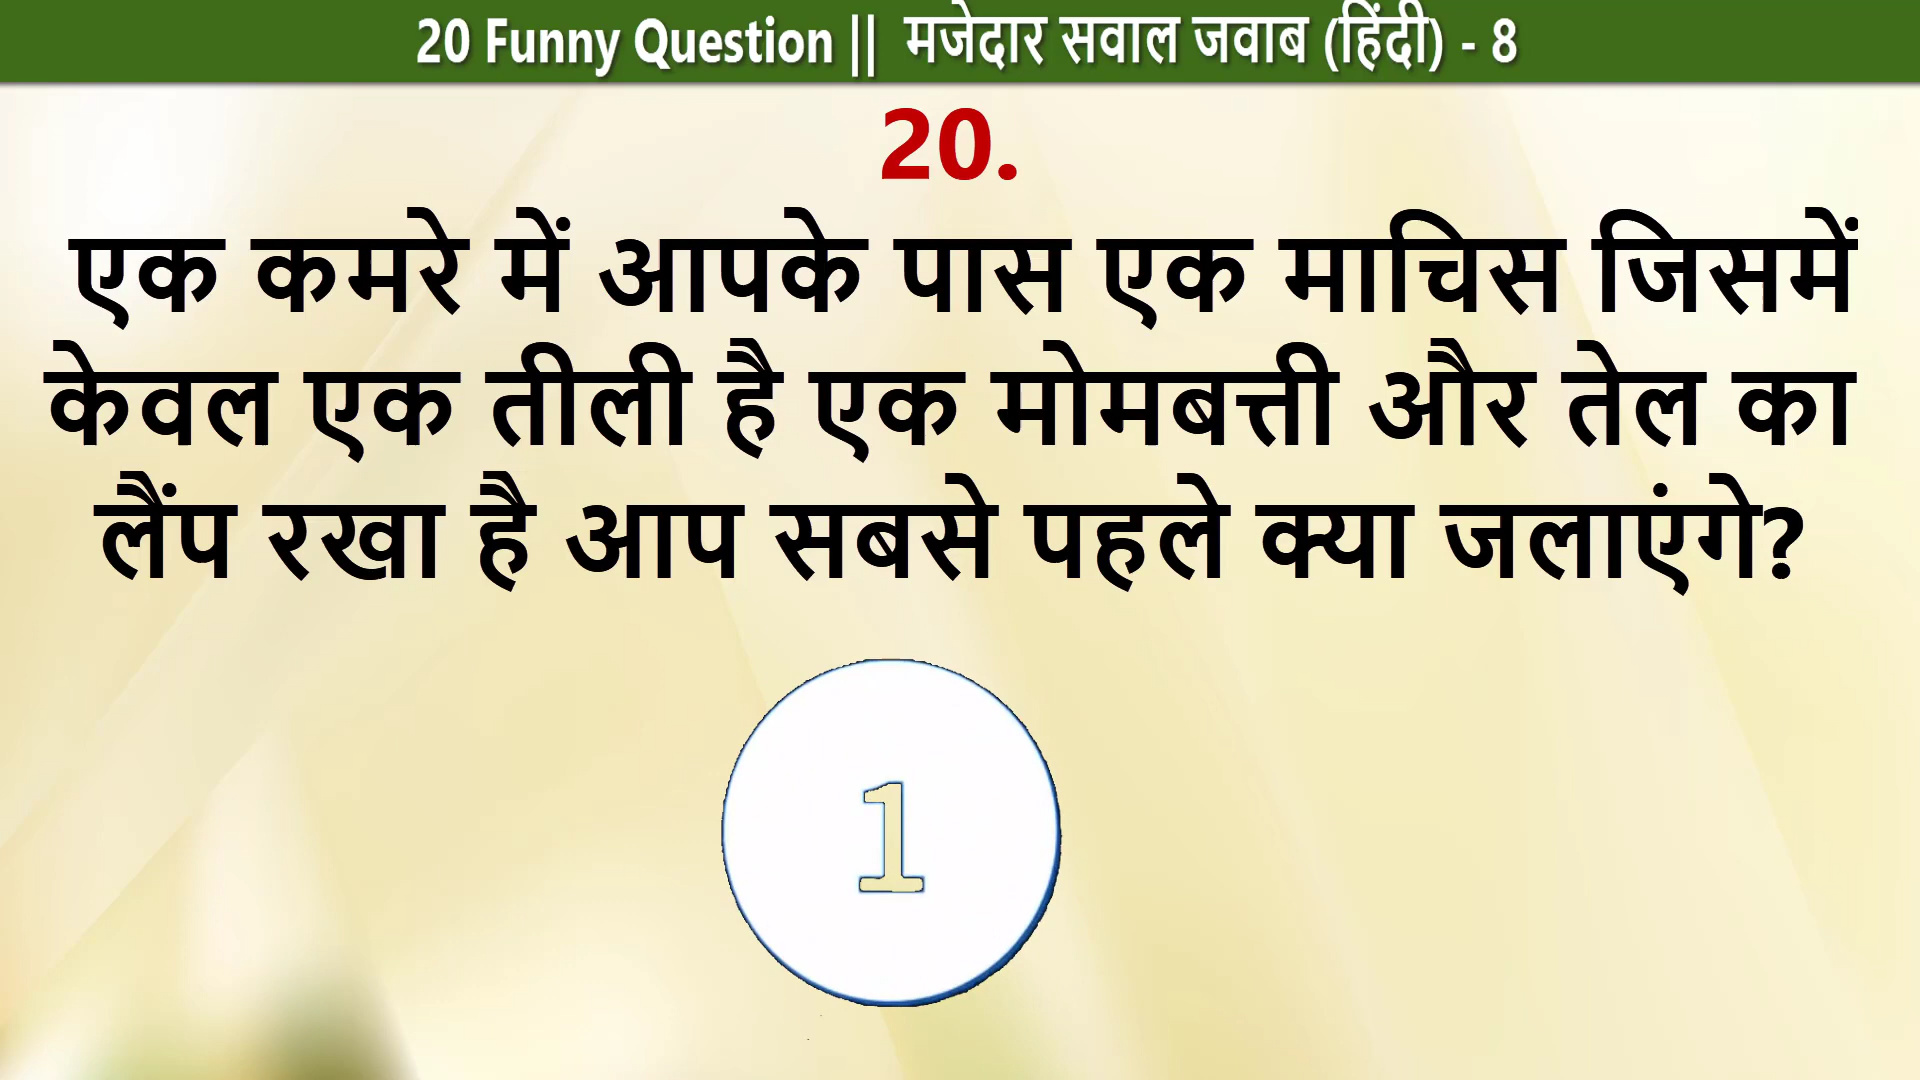 20 Funny Question || मजेदार सवाल जवाब (हिंदी) - 8
20.
एक कमरे में आपके पास एक माचिस जिसमें
केवल एक तीली है एक मोमबत्ती और तेल का
लैंप रखा है आप सबसे पहले क्या जलाएंगे?
1